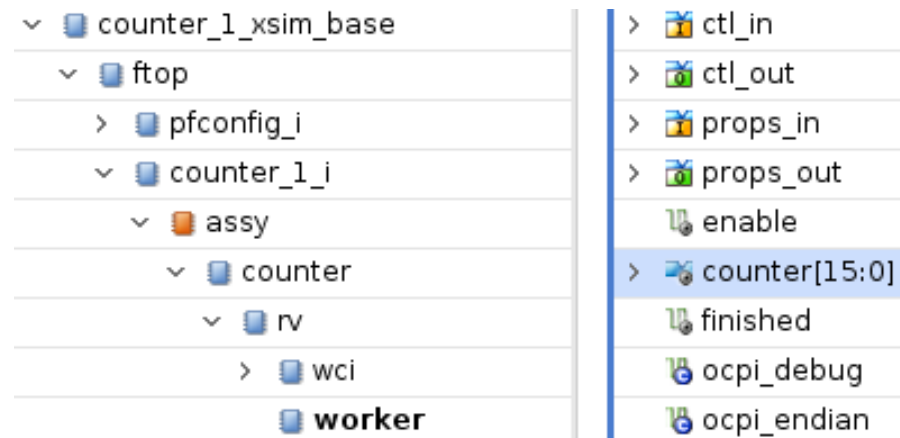 counter_1_xsim_base
ftop
pfconfig_i
counter_1_i
assy
counter
rv
wci
worker
ctl_in
ctl_out
props_in
props_out
enable
counter[15:0]
finished
ocpi_debug
ocpi_endian